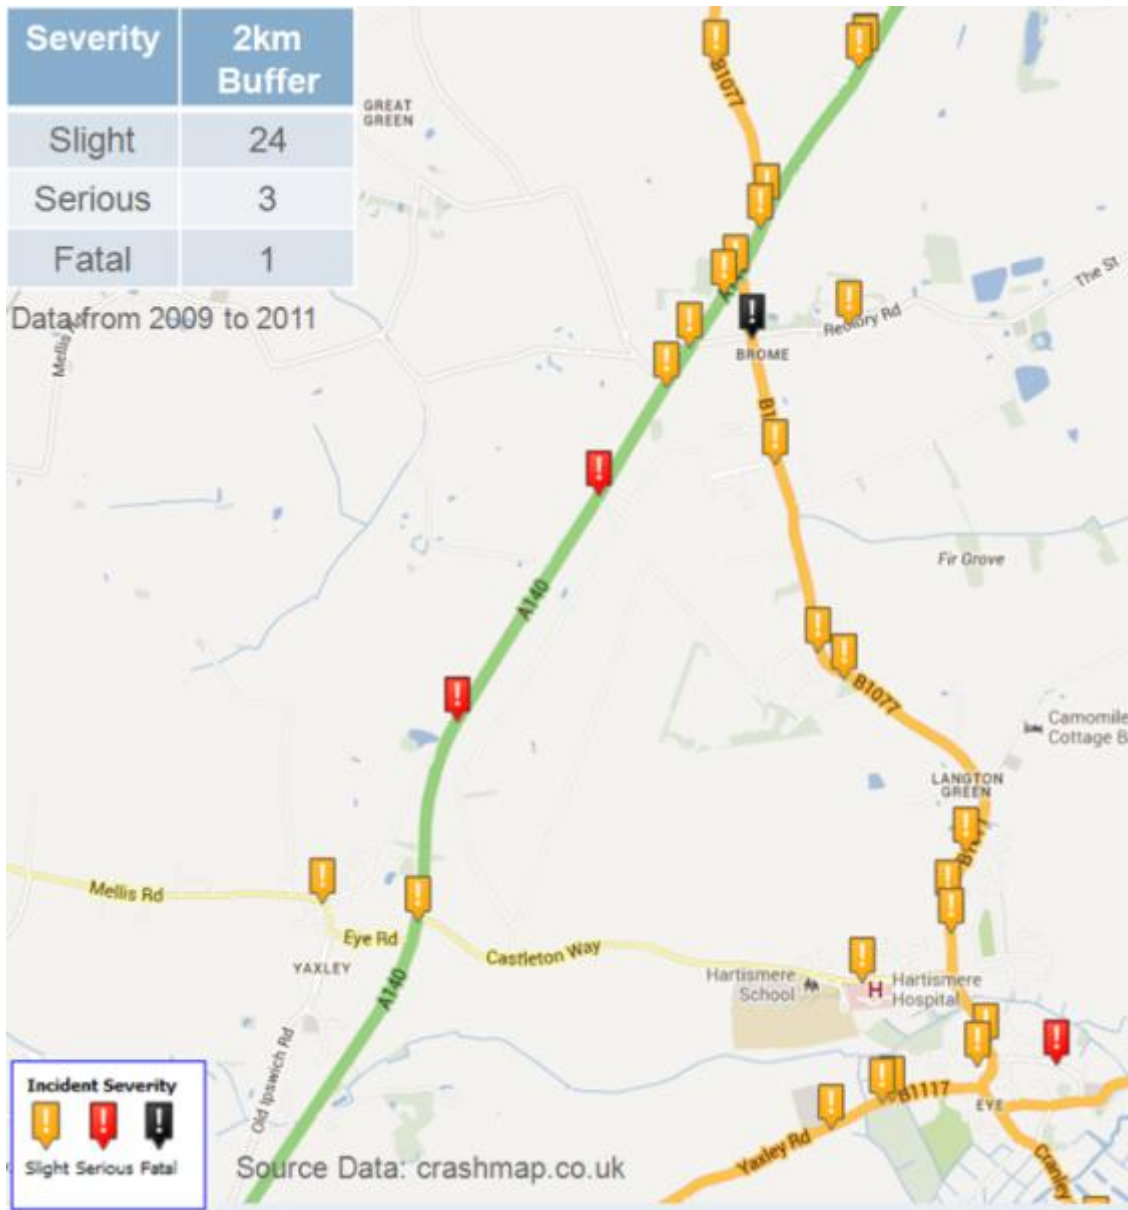 Severity
2km
Buffer
Slight
24
Serious
3
Fatal
1
Data from 2009 to 2011
GREAT
GREEN
B1077
The St
Rectory Rd
BROME
Mellis
Fir Grove
A140
B1077
Camomile
Cottage B
LANGTON
GREEN
Mellis Rd
Eye Rd
Castleton Way
YAXLEY
Hartismere
School
H
Hartismere
Hospital
A140
Old Ipswich Rd
B1117
EYE
Yaxley Rd
Cranley
Incident Severity
Slight Serious Fatal
Source Data: crashmap.co.uk